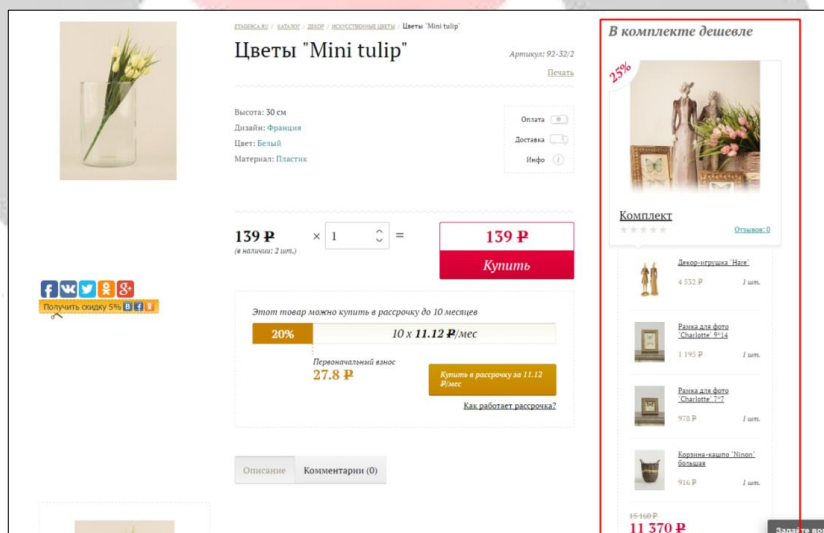 ETAGERCA.RU / КАТАЛОГ / ДЕКОР / ИСКУССТВЕННЫЕ ЦВЕТЫ / Цветы "Mini tulip"
Цветы "Mini tulip"
Артикул: 92-32/2
Печать
Высота: 30 см
Дизайн: Франция
Цвет: Белый
Материал: Пластик
Оплата
Доставка
Инфо i
139 ₽ × 1 = 139 ₽
(в наличии: 2 шт.)
Купить
f
Получить скидку 5%
Этот товар можно купить в рассрочку до 10 месяцев
20% 10 x 11.12 ₽/мес
Первоначальный взнос
27.8 ₽
Купить в рассрочку за 11.12
₽/мес
Как работает рассрочка?
Описание Комментарии (0)
В комплекте дешевле
25%
Комплект
Отзывов: 0
Декор-игрушка "Hare"
4 532 ₽ 1 шт.
Рамка для фото
"Charlotte" 9*14
1 195 ₽ 1 шт.
Рамка для фото
"Charlotte" 7*7
978 ₽ 1 шт.
Корзина-кашпо "Ninon"
большая
916 ₽ 1 шт.
15 160 ₽
11 370 ₽